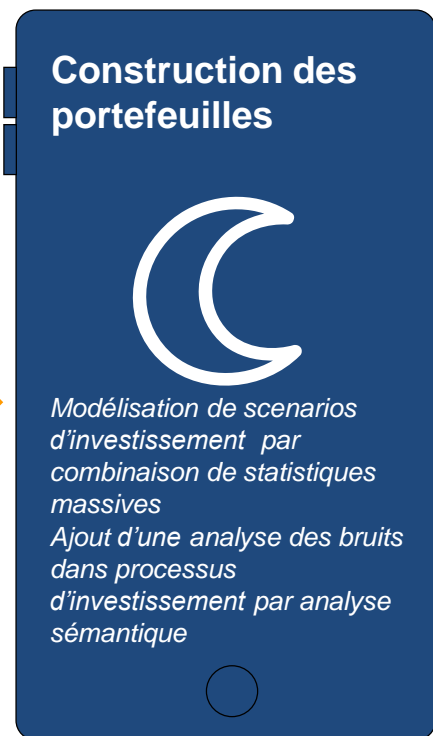 Construction des
portefeuilles
Modélisation de scenarios
d’investissement par
combinaison de statistiques
massives
Ajout d’une analyse des bruits
dans processus
d’investissement par analyse
sémantique